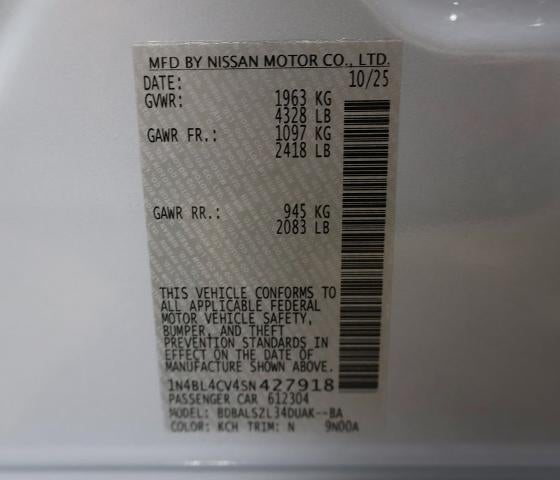 MFD BY NISSAN MOTOR CO., LTD.
DATE: 10/25
GVWR: 1963 KG
4328 LB
GAWR FR.: 1097 KG
2418 LB
GAWR RR.: 945 KG
2083 LB
THIS VEHICLE CONFORMS TO
ALL APPLICABLE FEDERAL
MOTOR VEHICLE SAFETY,
BUMPER, AND THEFT
PREVENTION STANDARDS IN
EFFECT ON THE DATE OF
MANUFACTURE SHOWN ABOVE.
1N4BL4CV4SN427918
PASSENGER CAR 612304
MODEL: BDBALSZL34DUAK--BA
COLOR: KCH TRIM: N 9N00A